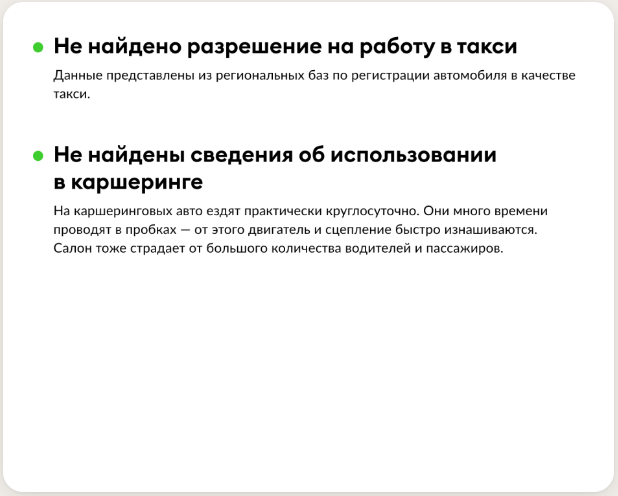 Не найдено разрешение на работу в такси
Данные представлены из региональных баз по регистрации автомобиля в качестве
такси.
Не найдены сведения об использовании
в каршеринге
На каршеринговых авто ездят практически круглосуточно. Они много времени
проводят в пробках — от этого двигатель и сцепление быстро изнашиваются.
Салон тоже страдает от большого количества водителей и пассажиров.